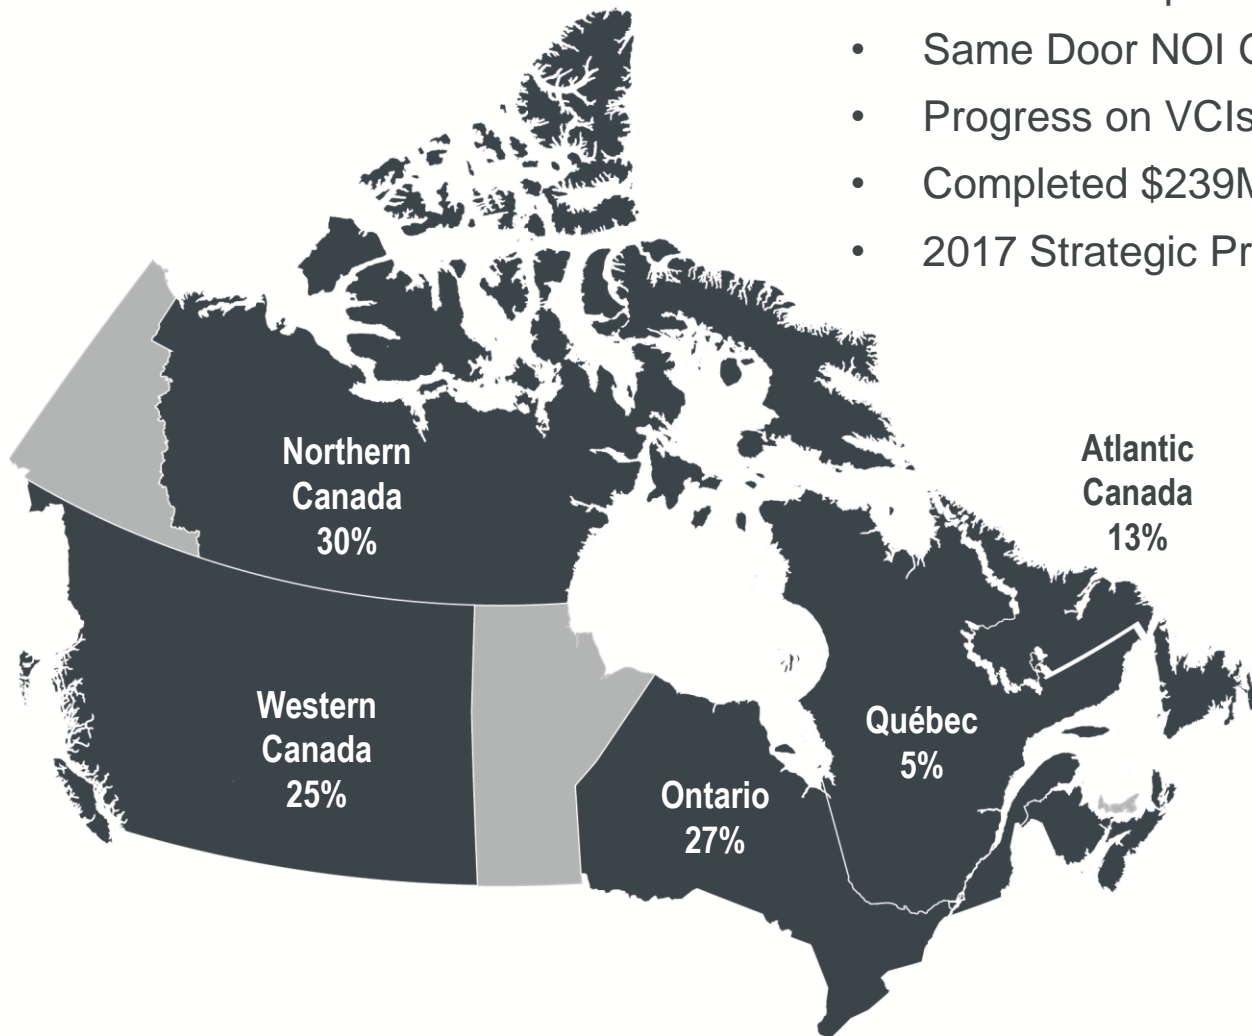 • Same Door NOI
• Progress on VCIs
• Completed $239M
• 2017 Strategic
Northern
Canada
30%
Atlantic
Canada
13%
Western
Canada
25%
Québec
5%
Ontario
27%